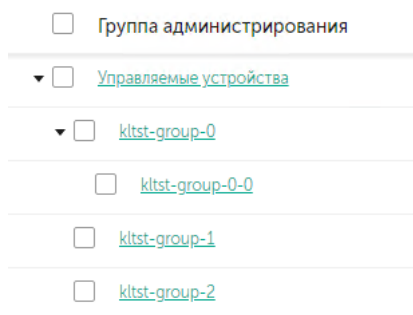 Группа администрирования
Управляемые устройства
kltst-group-0
kltst-group-0-0
kltst-group-1
kltst-group-2